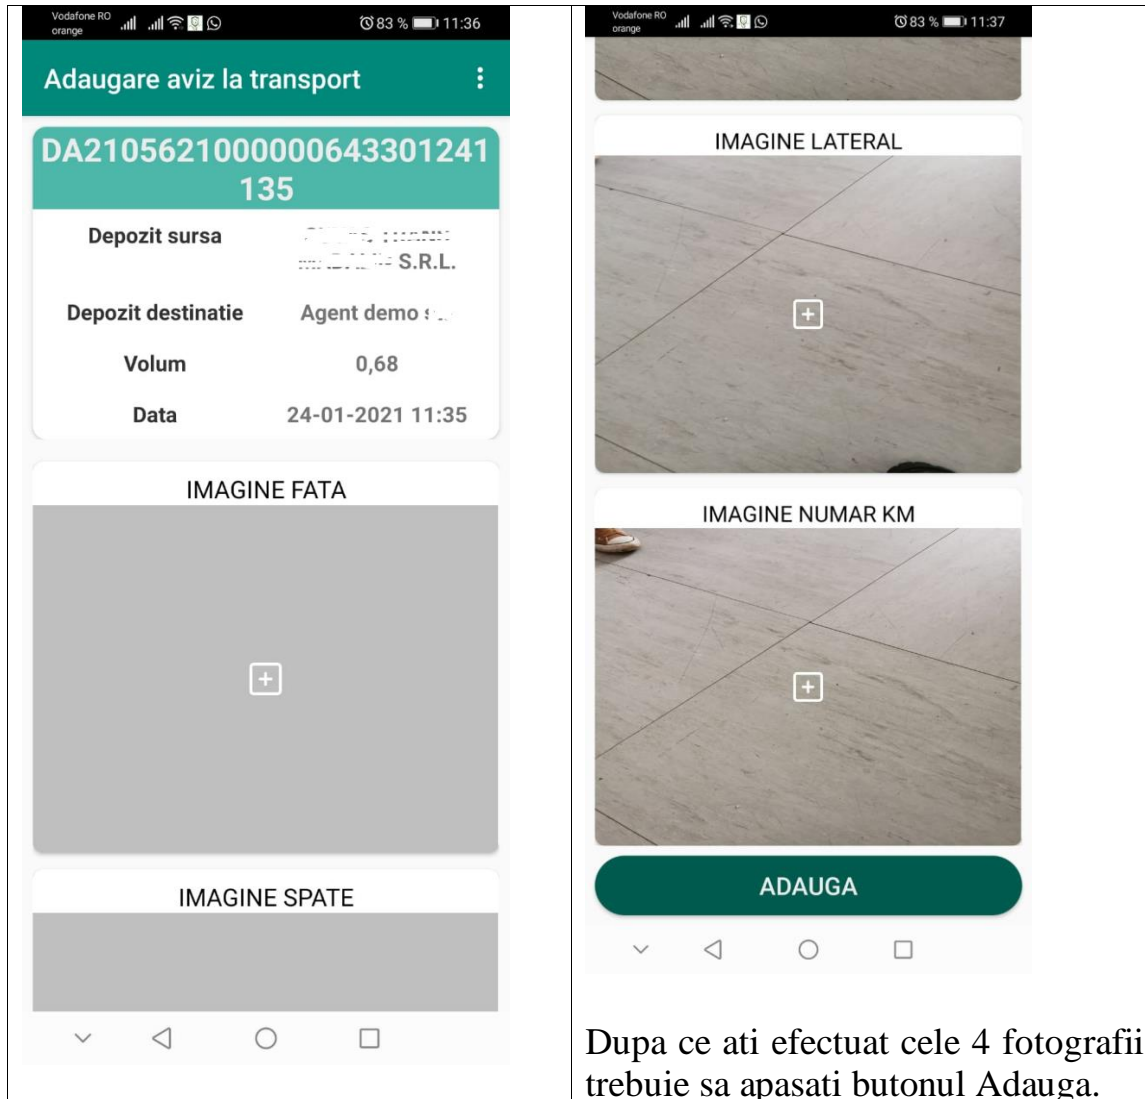 Vodafone RO
orange
83 % 11:36
Adaugare aviz la transport
DA2105621000000643301241
135
Depozit sursa
S.R.L.
Depozit destinatie Agent demo
Volum 0,68
Data 24-01-2021 11:35
IMAGINE FATA
IMAGINE SPATE
Vodafone RO
orange
83 % 11:37
IMAGINE LATERAL
IMAGINE NUMAR KM
ADAUGA
Dupa ce ati efectuat cele 4 fotografii
trebuie sa apasati butonul Adauga.